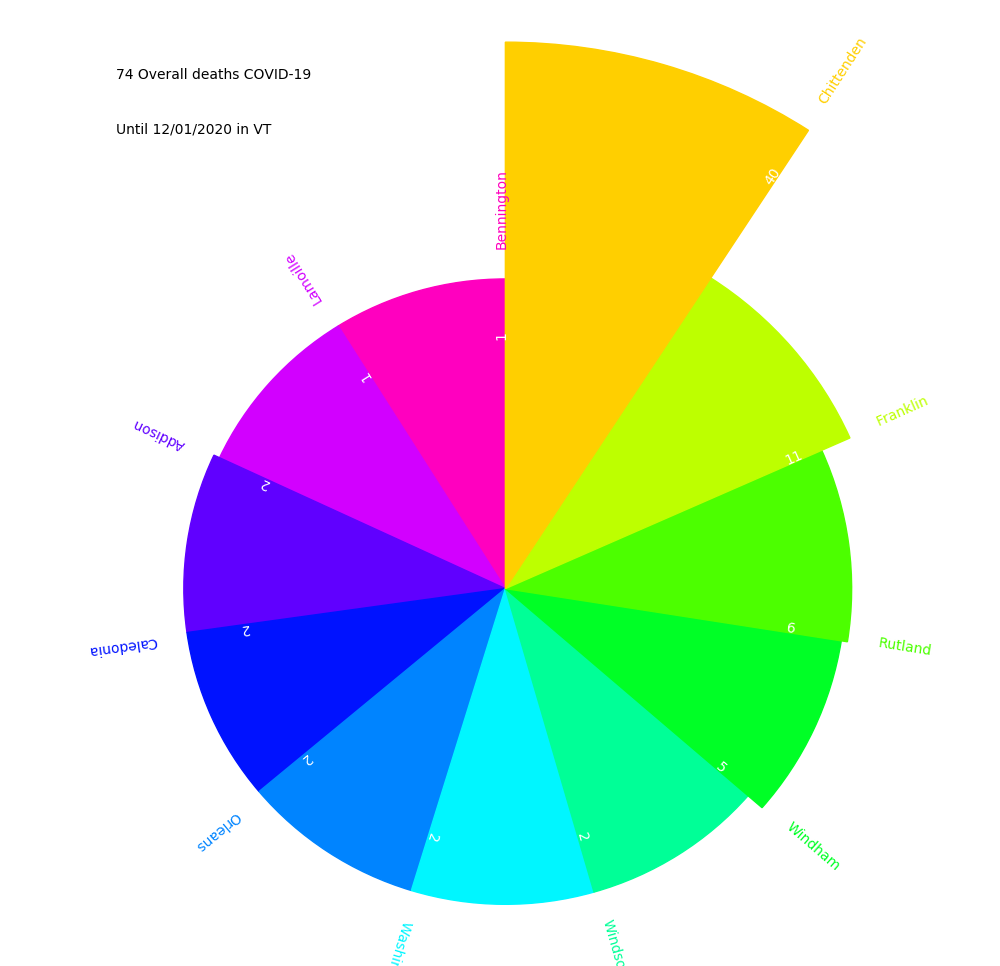 74 Overall deaths COVID-19
Until 12/01/2020 in VT
Chittenden
40
Franklin
11
Rutland
6
Windham
5
2
2
Orleans
2
Caledonia
2
Addison
2
Lamoille
1
Bennington
1